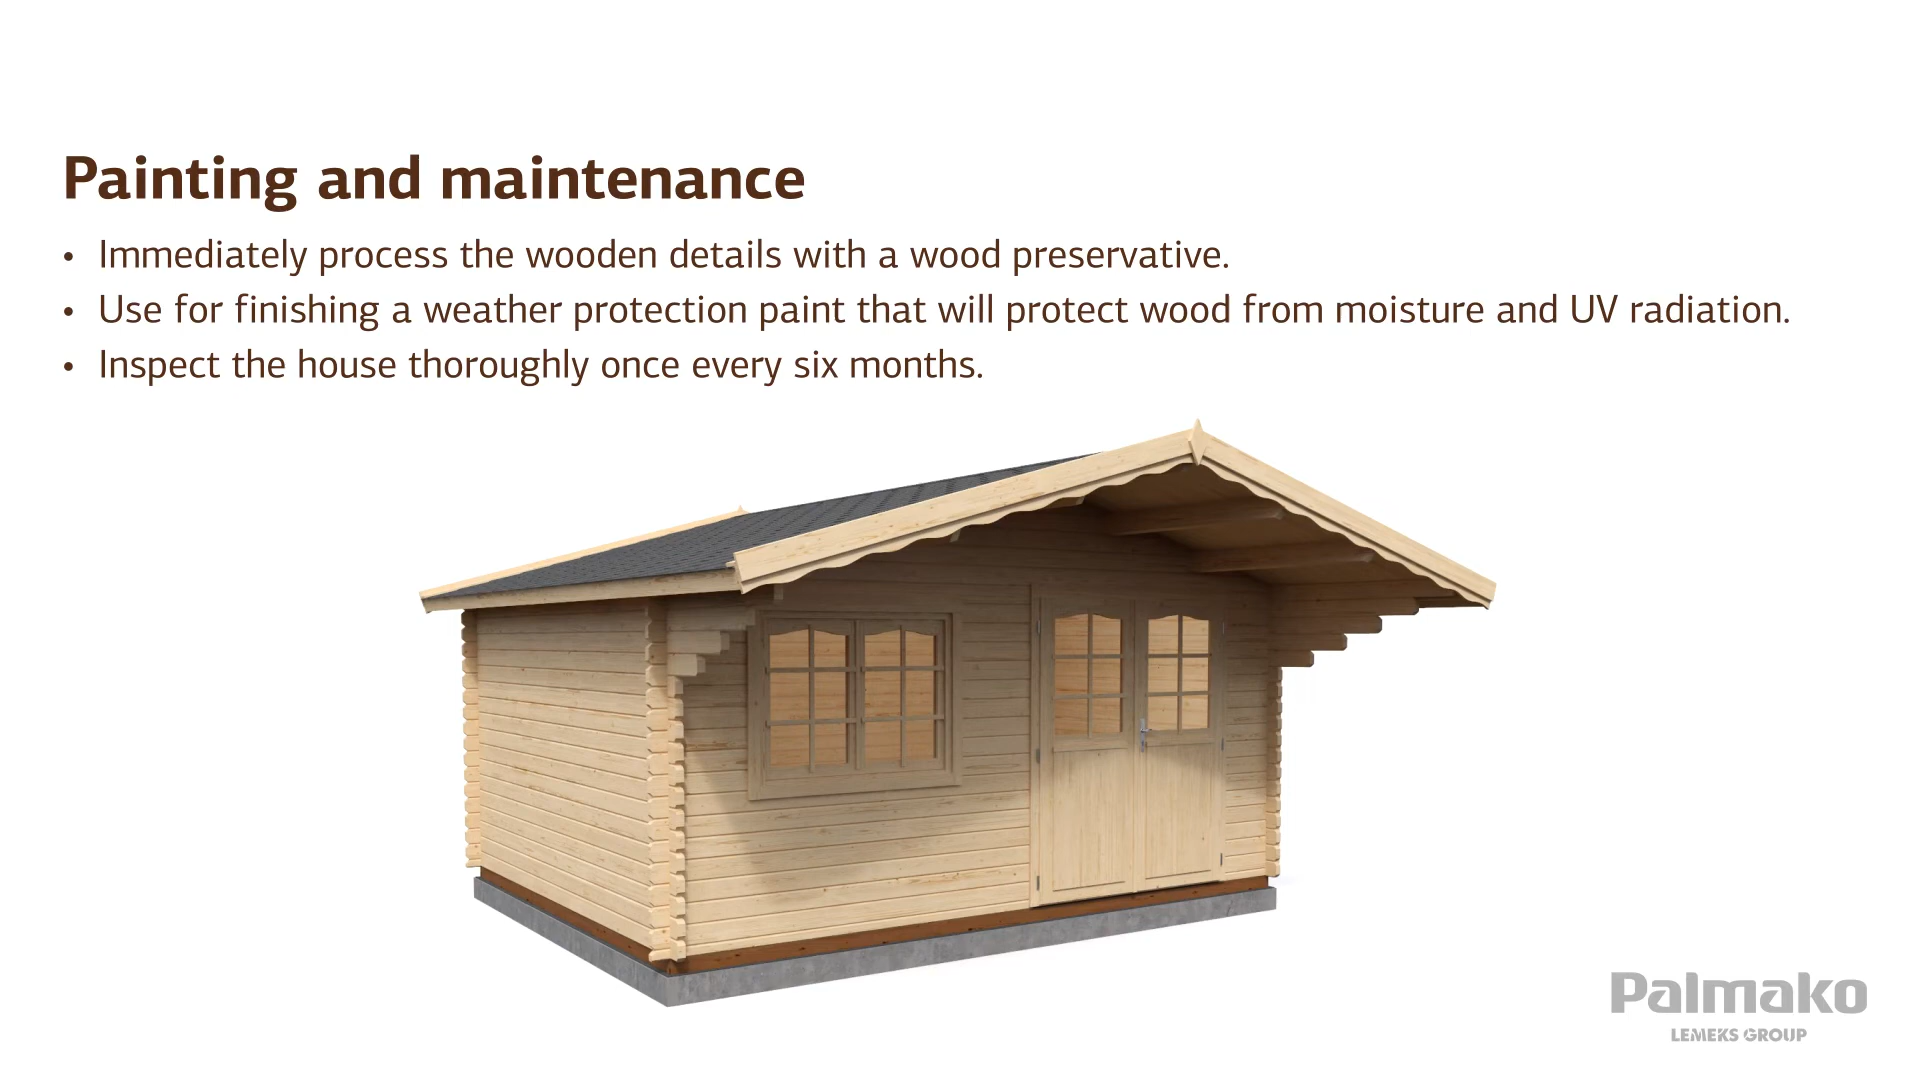 Painting and maintenance
• Immediately process the wooden details with a wood preservative.
• Use for finishing a weather protection paint that will protect wood from moisture and UV radiation.
• Inspect the house thoroughly once every six months.
Palmako
LEMEKS GROUP